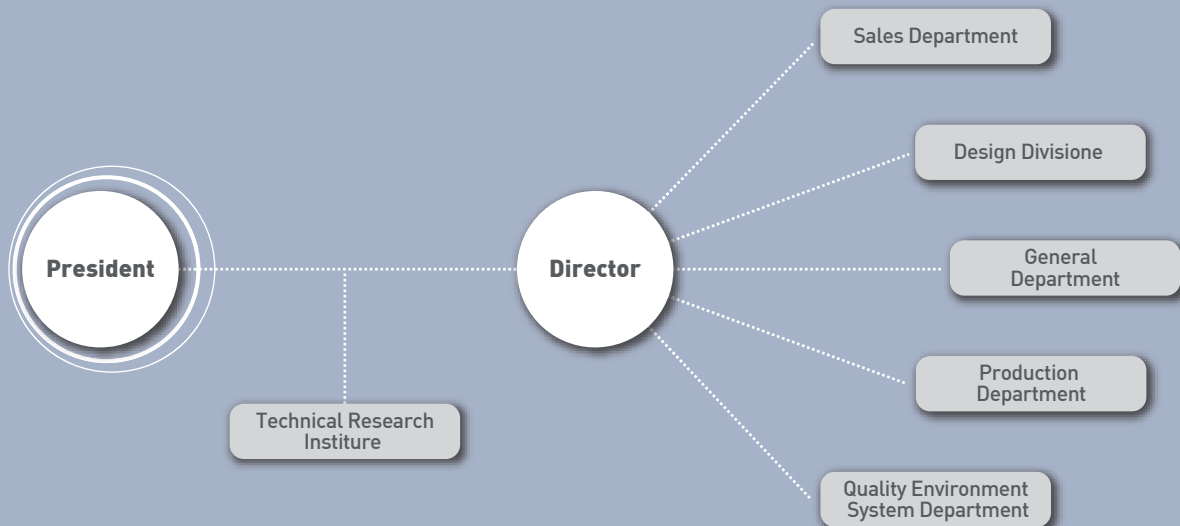 Sales Department
Design Divisione
President
Director
General
Department
Production
Department
Technical Research
Institure
Quality Environment
System Department